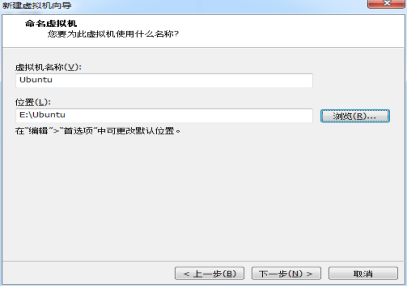 新建虚拟机向导
命名虚拟机
您要为此虚拟机使用什么名称?
虚拟机名称(V):
Ubuntu
位置(L):
E:\Ubuntu
浏览(R)...
在"编辑">"首选项"中可更改默认位置。
< 上一步(B)
下一步(N) >
取消